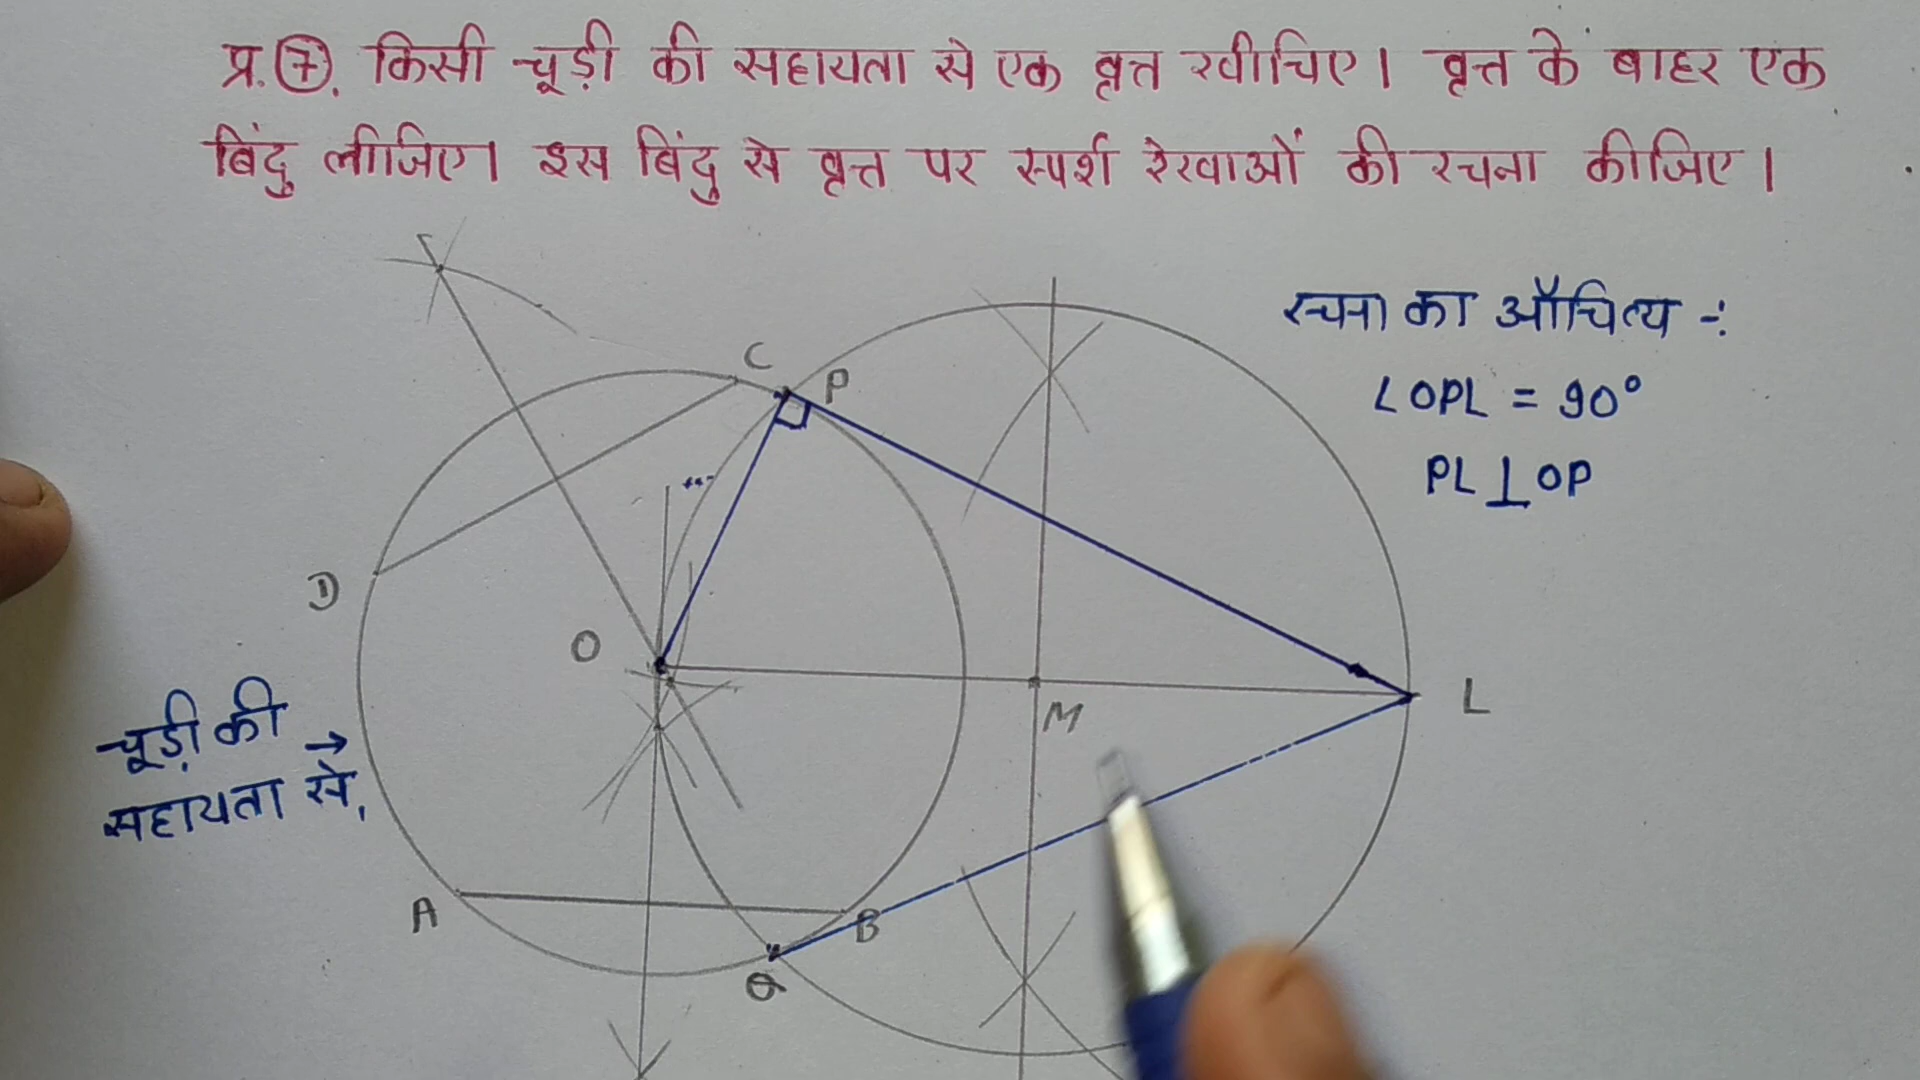 प्र. ⑦. किसी चूड़ी की सहायता से एक वृत्त खींचिए। वृत्त के बाहर एक
बिंदु लीजिए। इस बिंदु से वृत्त पर स्पर्श रेखाओं की रचना कीजिए।
रचना का औचित्य -:
∠OPL = 90°
PL ⊥ OP
C
P
D
O
M
L
चूड़ी की
सहायता से, →
A
B
Q